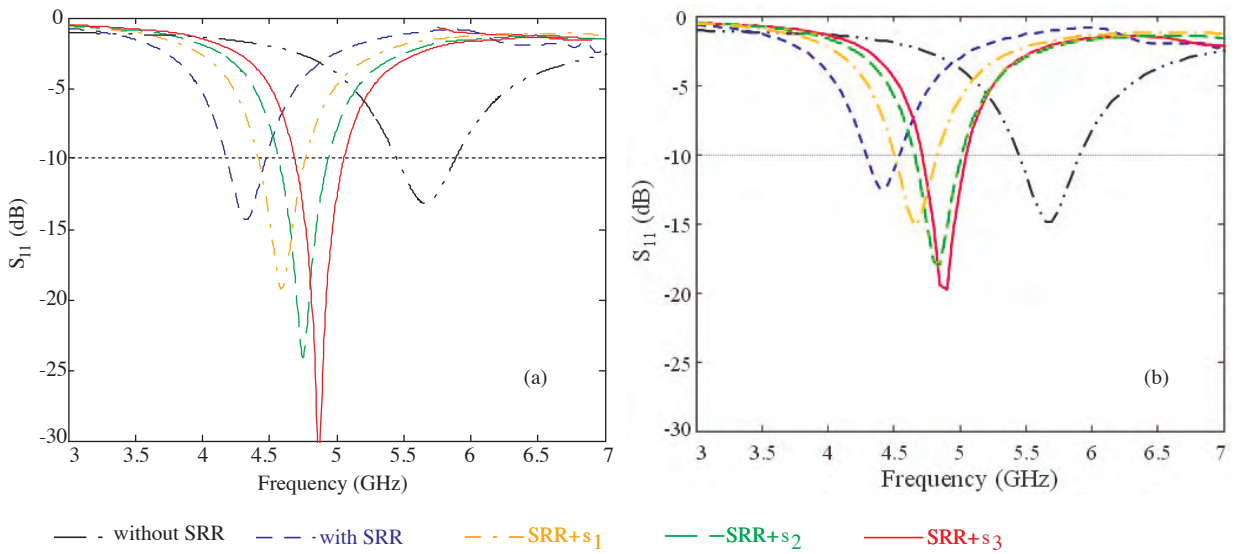 0
-5
-10
-15
-20
-25
-30
S11 (dB)
(a)
3 3.5 4 4.5 5 5.5 6 6.5 7
Frequency (GHz)
0
-5
-10
-15
-20
-25
-30
S11 (dB)
(b)
3 3.5 4 4.5 5 5.5 6 6.5 7
Frequency (GHz)
without SRR with SRR SRR+s1 SRR+s2 SRR+s3